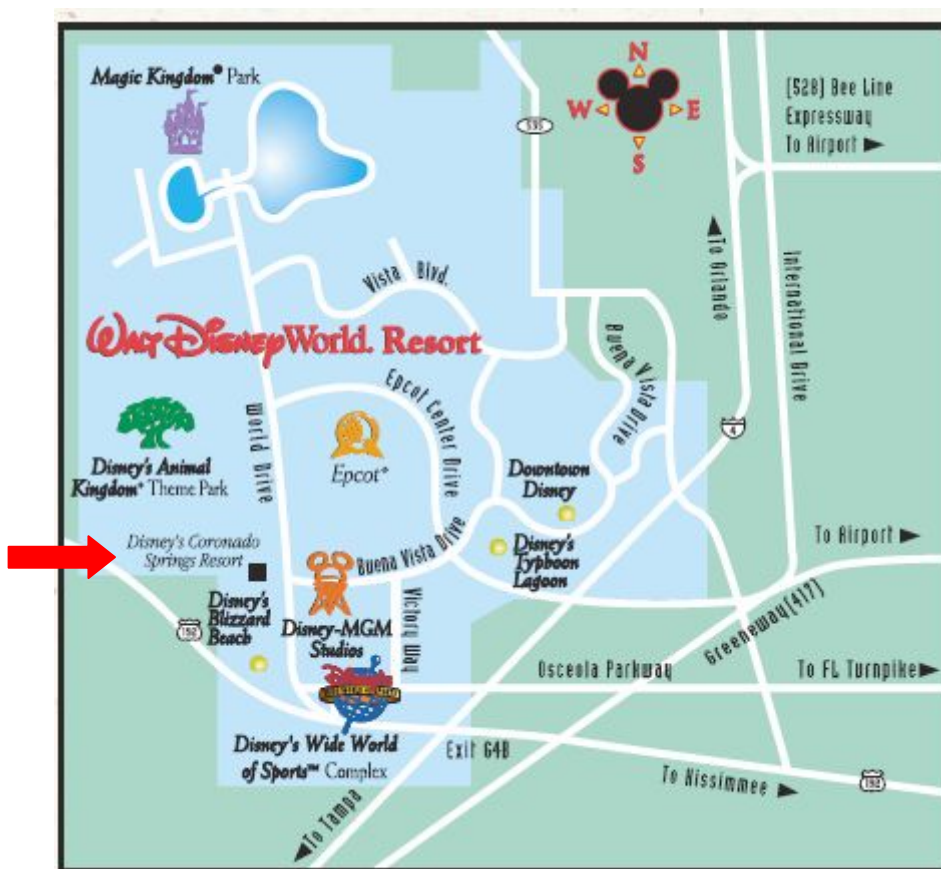 Magic Kingdom® Park
N
W E
S
(528) Bee Line
Expressway
To Airport
535
To Orlando
International Drive
Vista Blvd.
Walt Disney World. Resort
Buena Vista Drive
Epcot Center Drive
World Drive
4
Epcot®
Disney's Animal
Kingdom® Theme Park
Downtown
Disney
Disney's Coronado
Springs Resort
Buena Vista Drive
Disney's
Typhoon
Lagoon
To Airport
Greeneway (417)
192
Disney's
Blizzard
Beach
Disney-MGM
Studios
Victory Way
Osceola Parkway
To FL Turnpike
Disney's Wide World
of Sports™ Complex
Exit 64B
To Kissimmee
192
To Tampa